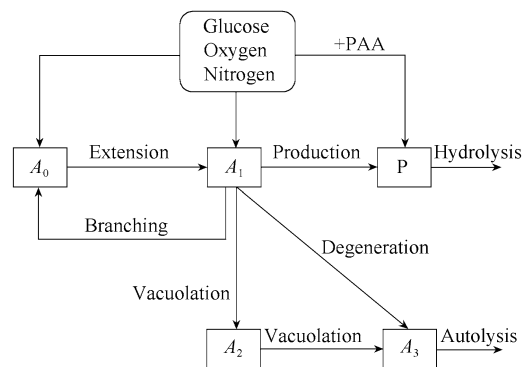 Glucose
Oxygen
Nitrogen
+PAA
A₀
Extension
A₁
Production
P
Hydrolysis
Branching
Degeneration
Vacuolation
A₂
Vacuolation
A₃
Autolysis